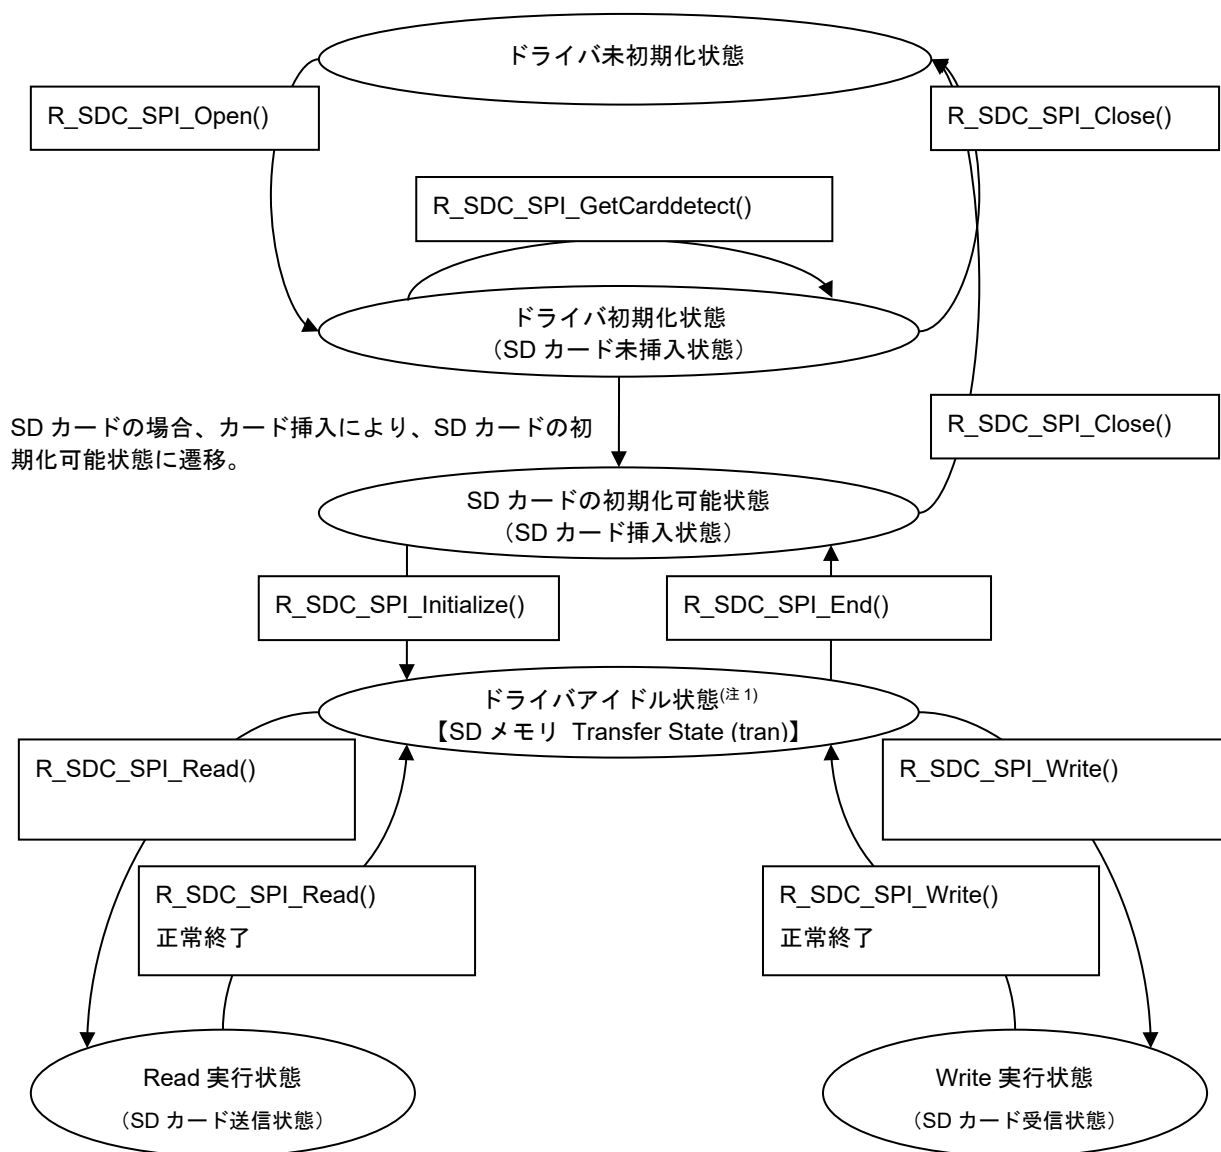 ドライバ未初期化状態
R_SDC_SPI_Open()
R_SDC_SPI_Close()
R_SDC_SPI_GetCarddetect()
ドライバ初期化状態
（SD カード未挿入状態）
SD カードの場合、カード挿入により、SD カードの初
期化可能状態に遷移。
R_SDC_SPI_Close()
SD カードの初期化可能状態
（SD カード挿入状態）
R_SDC_SPI_Initialize()
R_SDC_SPI_End()
ドライバアイドル状態(注 1)
【SD メモリ Transfer State (tran)】
R_SDC_SPI_Read()
R_SDC_SPI_Write()
R_SDC_SPI_Read()
正常終了
R_SDC_SPI_Write()
正常終了
Read 実行状態
（SD カード送信状態）
Write 実行状態
（SD カード受信状態）